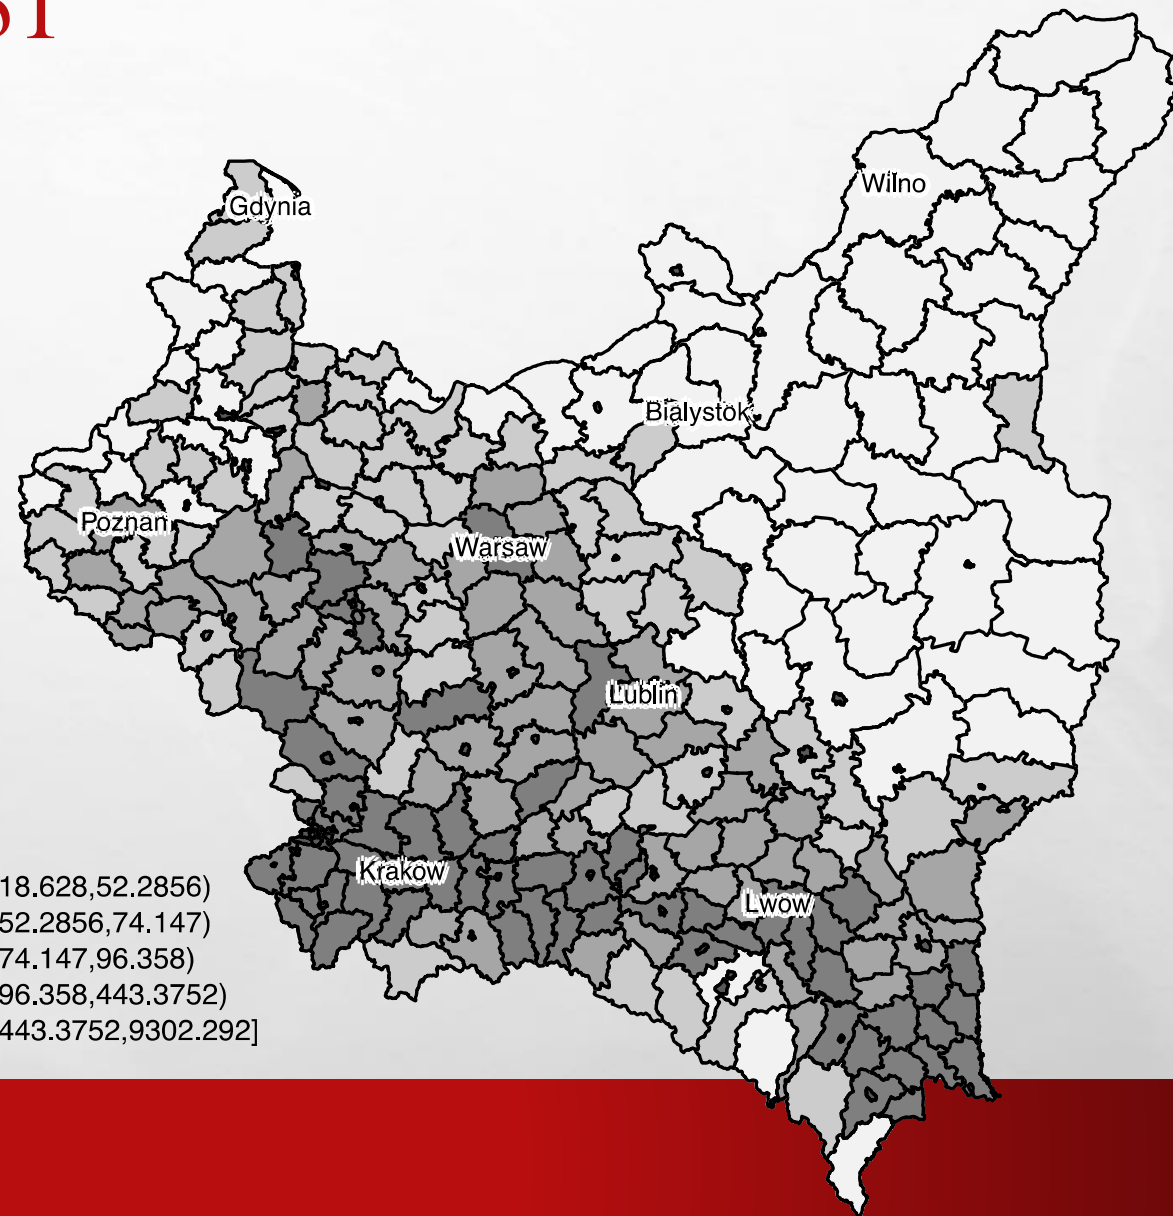 Gdynia
Wilno
Bialystok
Poznan
Warsaw
Lublin
Krakow
Lwow
18.628,52.2856)
52.2856,74.147)
74.147,96.358)
96.358,443.3752)
443.3752,9302.292]